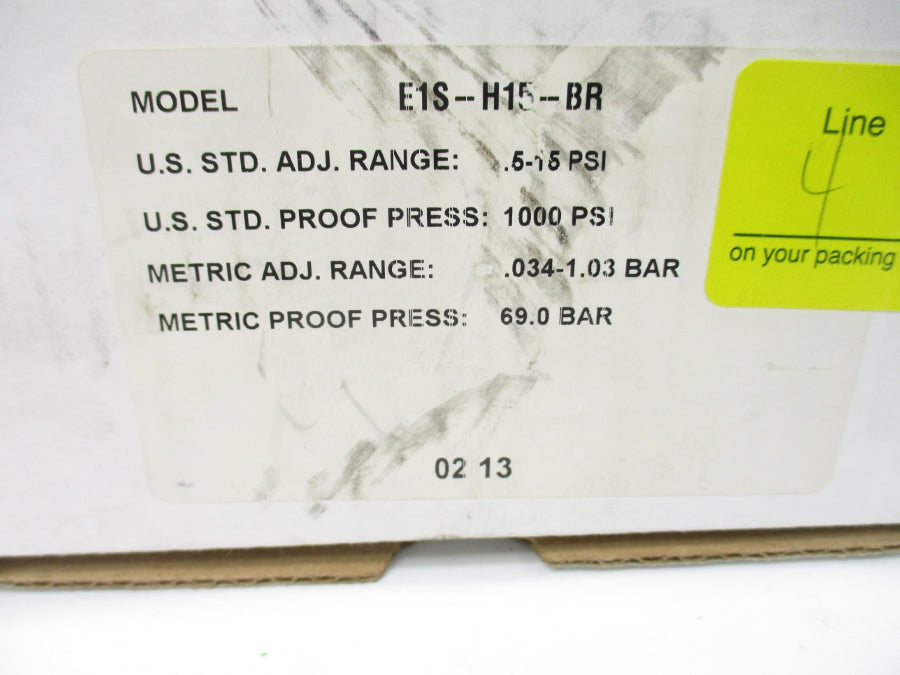 MODEL E1S--H15--BR
U.S. STD. ADJ. RANGE: .5-15 PSI
U.S. STD. PROOF PRESS: 1000 PSI
METRIC ADJ. RANGE: .034-1.03 BAR
METRIC PROOF PRESS: 69.0 BAR
02 13
Line
4
on your packing